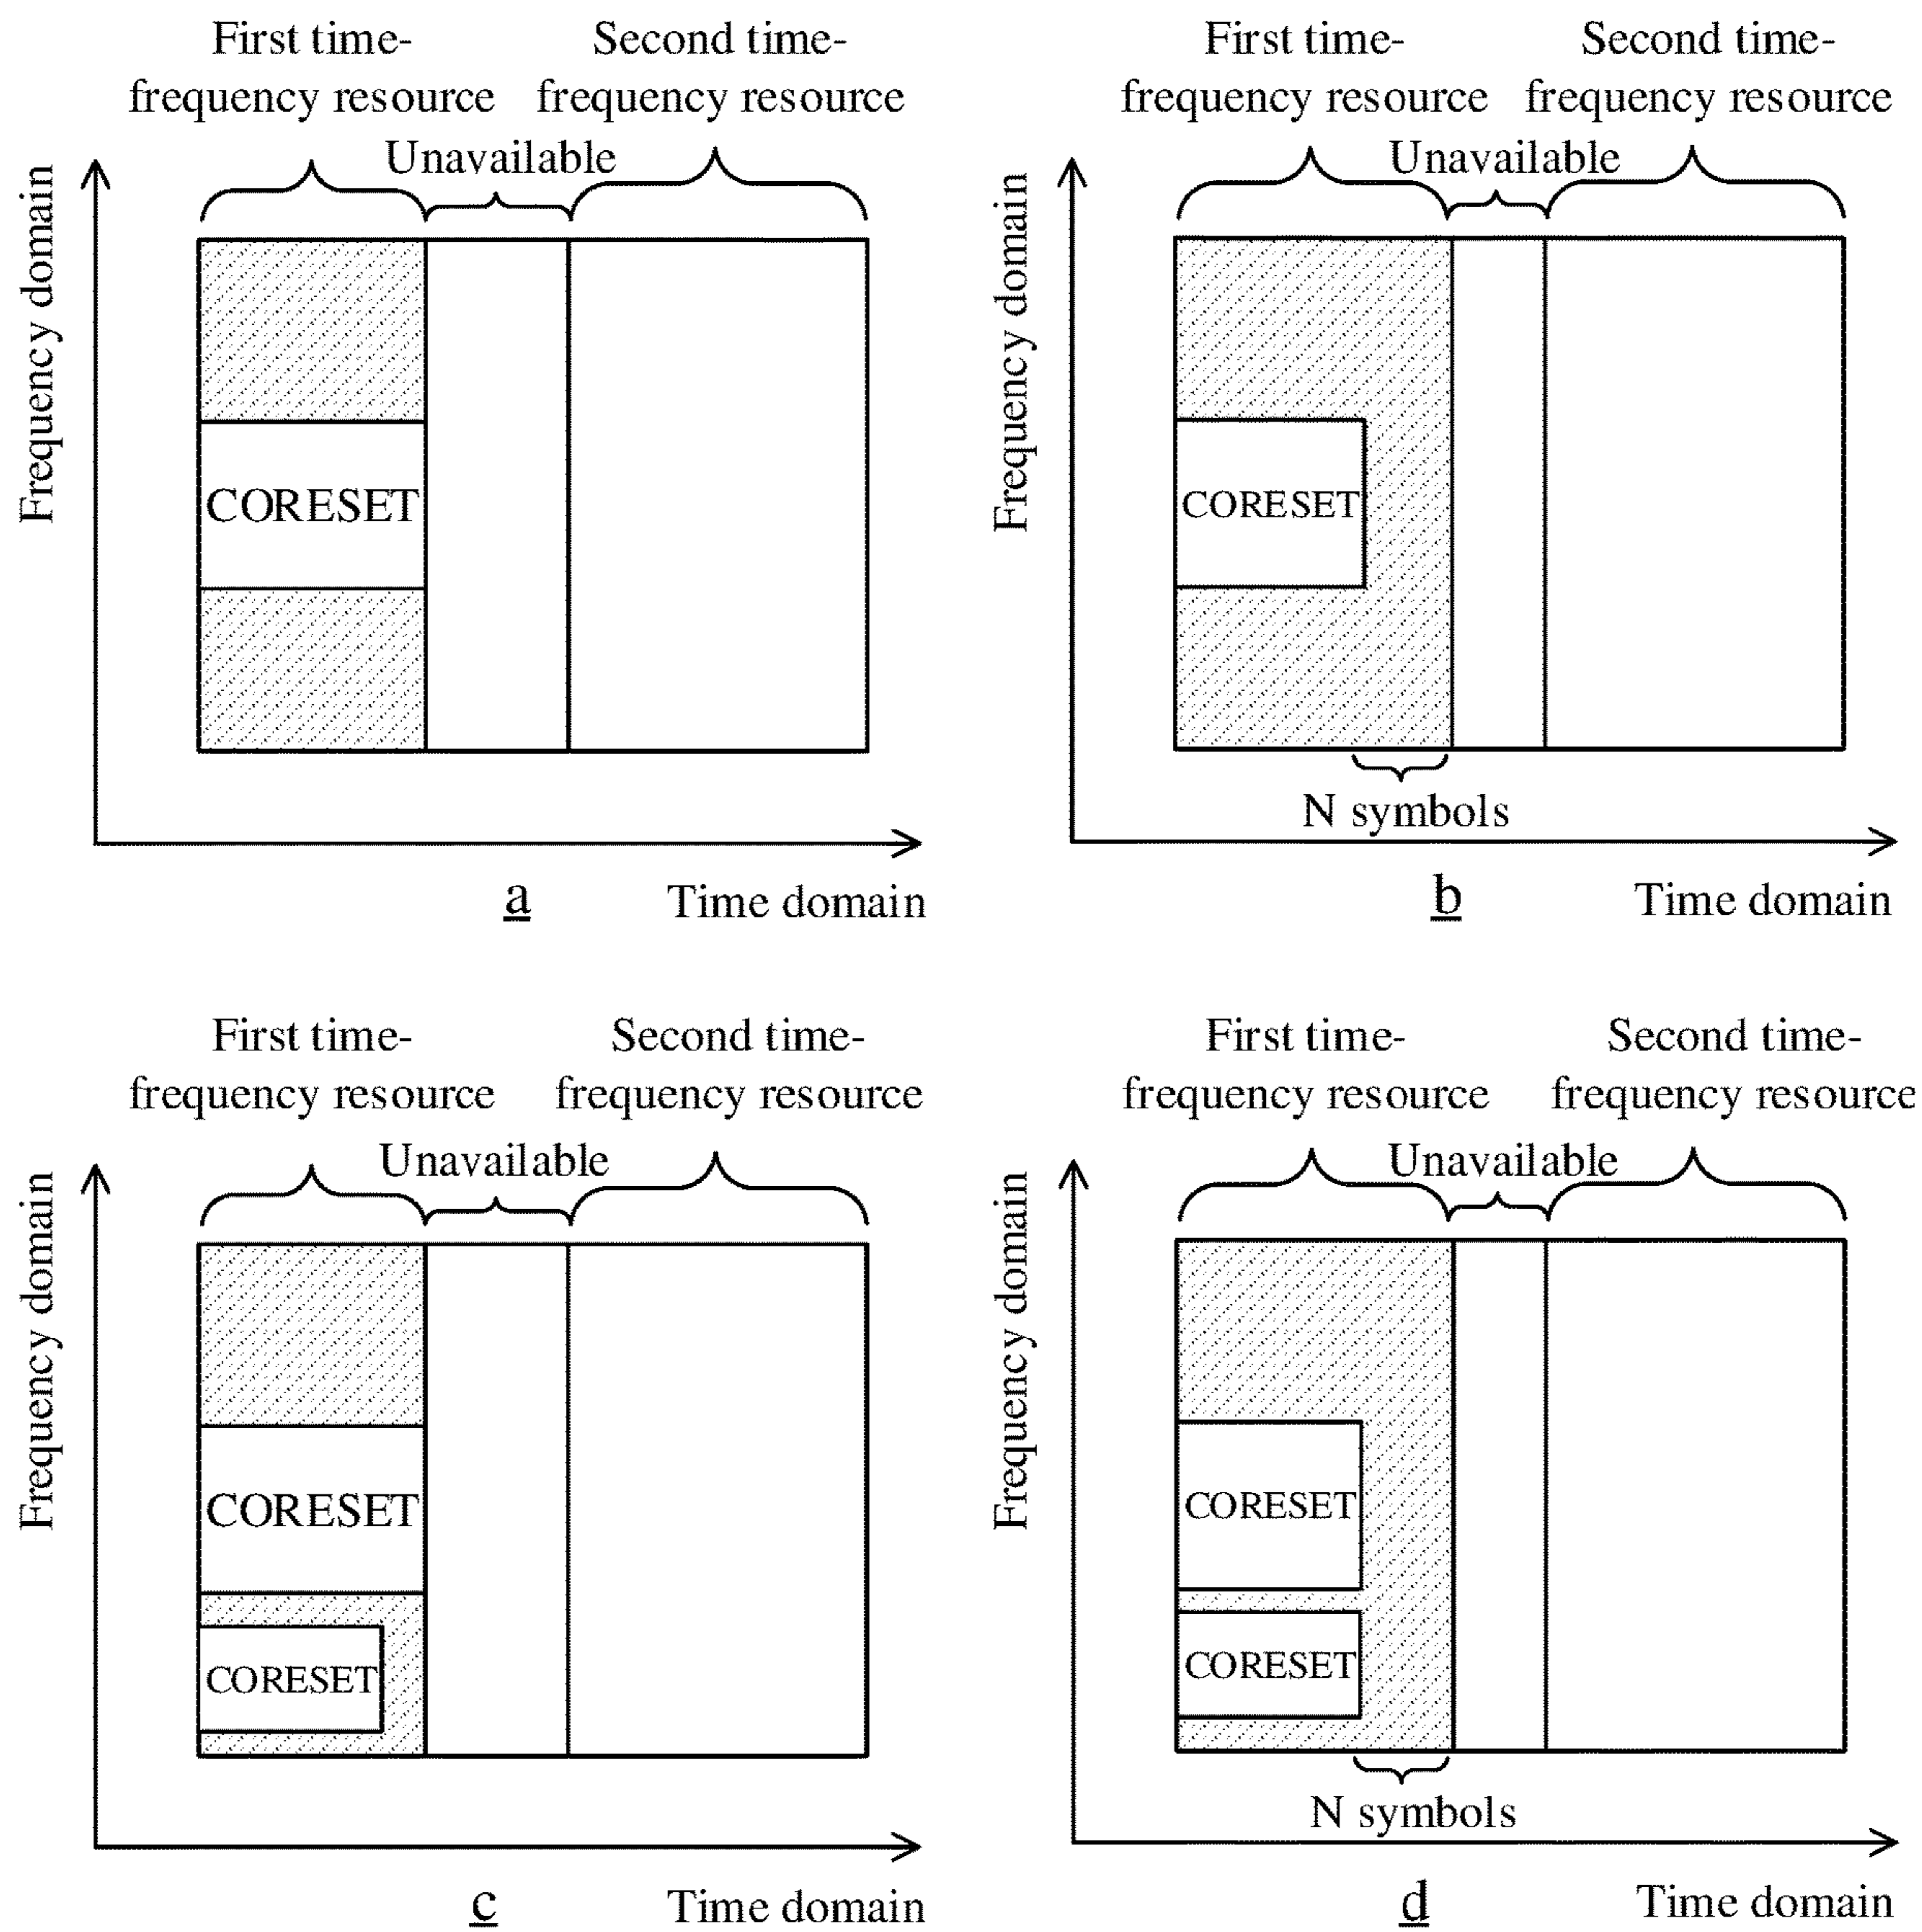 First time-
frequency resource
Second time-
frequency resource
Unavailable
Frequency domain
CORESET
a
Time domain
First time-
frequency resource
Second time-
frequency resource
Unavailable
Frequency domain
CORESET
N symbols
b
Time domain
First time-
frequency resource
Second time-
frequency resource
Unavailable
Frequency domain
CORESET
CORESET
c
Time domain
First time-
frequency resource
Second time-
frequency resource
Unavailable
Frequency domain
CORESET
CORESET
N symbols
d
Time domain